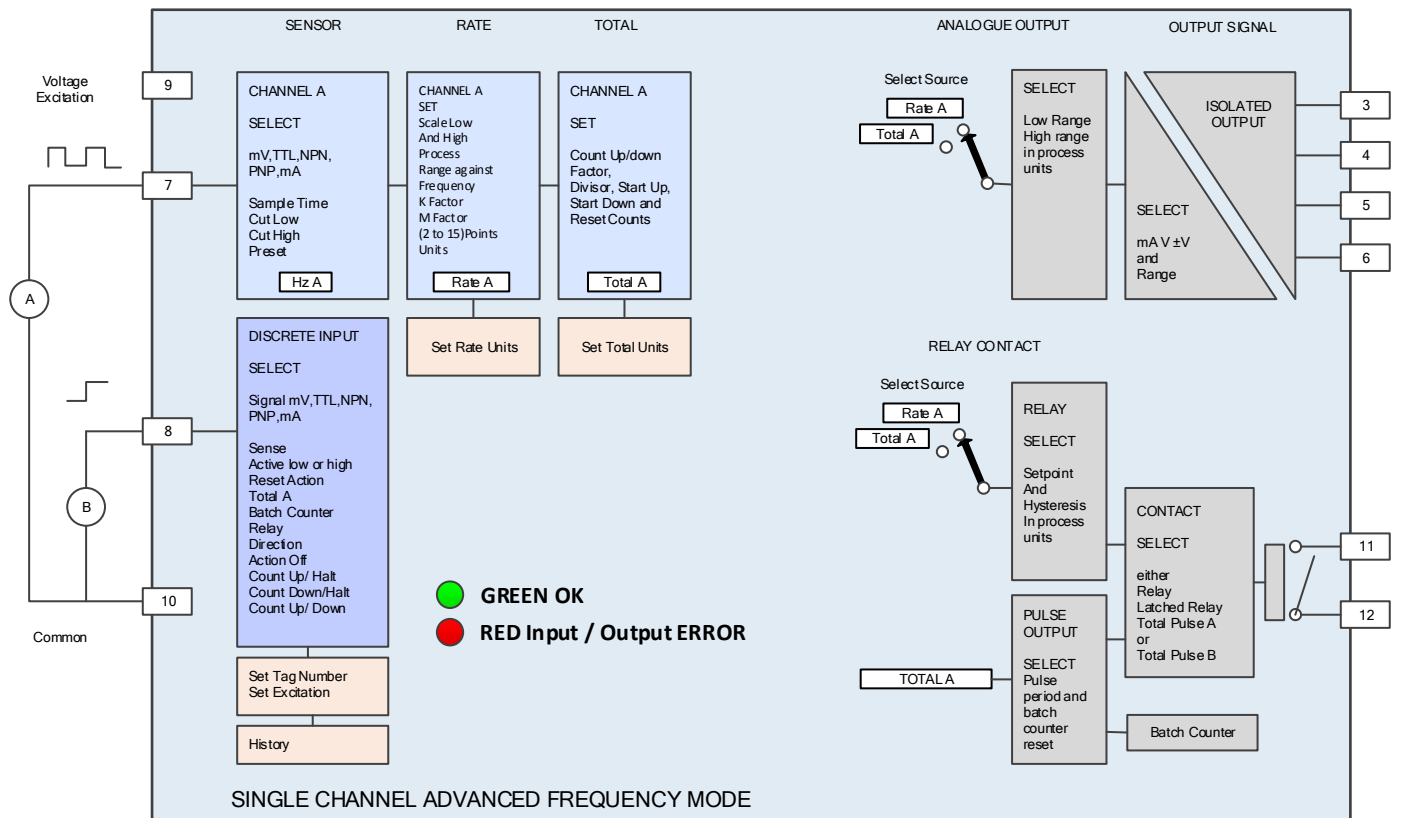 SENSOR
RATE
TOTAL
ANALOGUE OUTPUT
OUTPUT SIGNAL
Voltage
Excitation
9
7
A
8
B
10
Common
CHANNEL A
SELECT
mV,TTL,NPN,
PNP,mA
Sample Time
Cut Low
Cut High
Preset
Hz A
CHANNEL A
SET
Scale Low
And High
Process
Range against
Frequency
K Factor
M Factor
(2 to 15)Points
Units
Rate A
CHANNEL A
SET
Count Up/down
Factor,
Divisor, Start Up,
Start Down and
Reset Counts
Total A
Set Rate Units
Set Total Units
DISCRETE INPUT
SELECT
Signal mV,TTL,NPN,
PNP,mA
Sense
Active low or high
Reset Action
Total A
Batch Counter
Relay
Direction
Action Off
Count Up/ Halt
Count Down/Halt
Count Up/ Down
Set Tag Number
Set Excitation
History
GREEN OK
RED Input / Output ERROR
Select Source
Rate A
Total A
SELECT
Low Range
High range
in process
units
SELECT
mA V ±V
and
Range
ISOLATED
OUTPUT
3
4
5
6
RELAY CONTACT
Select Source
Rate A
Total A
RELAY
SELECT
Setpoint
And
Hysteresis
In process
units
CONTACT
SELECT
either
Relay
Latched Relay
Total Pulse A
or
Total Pulse B
11
12
TOTAL A
PULSE
OUTPUT
SELECT
Pulse
period and
batch
counter
reset
Batch Counter
SINGLE CHANNEL ADVANCED FREQUENCY MODE